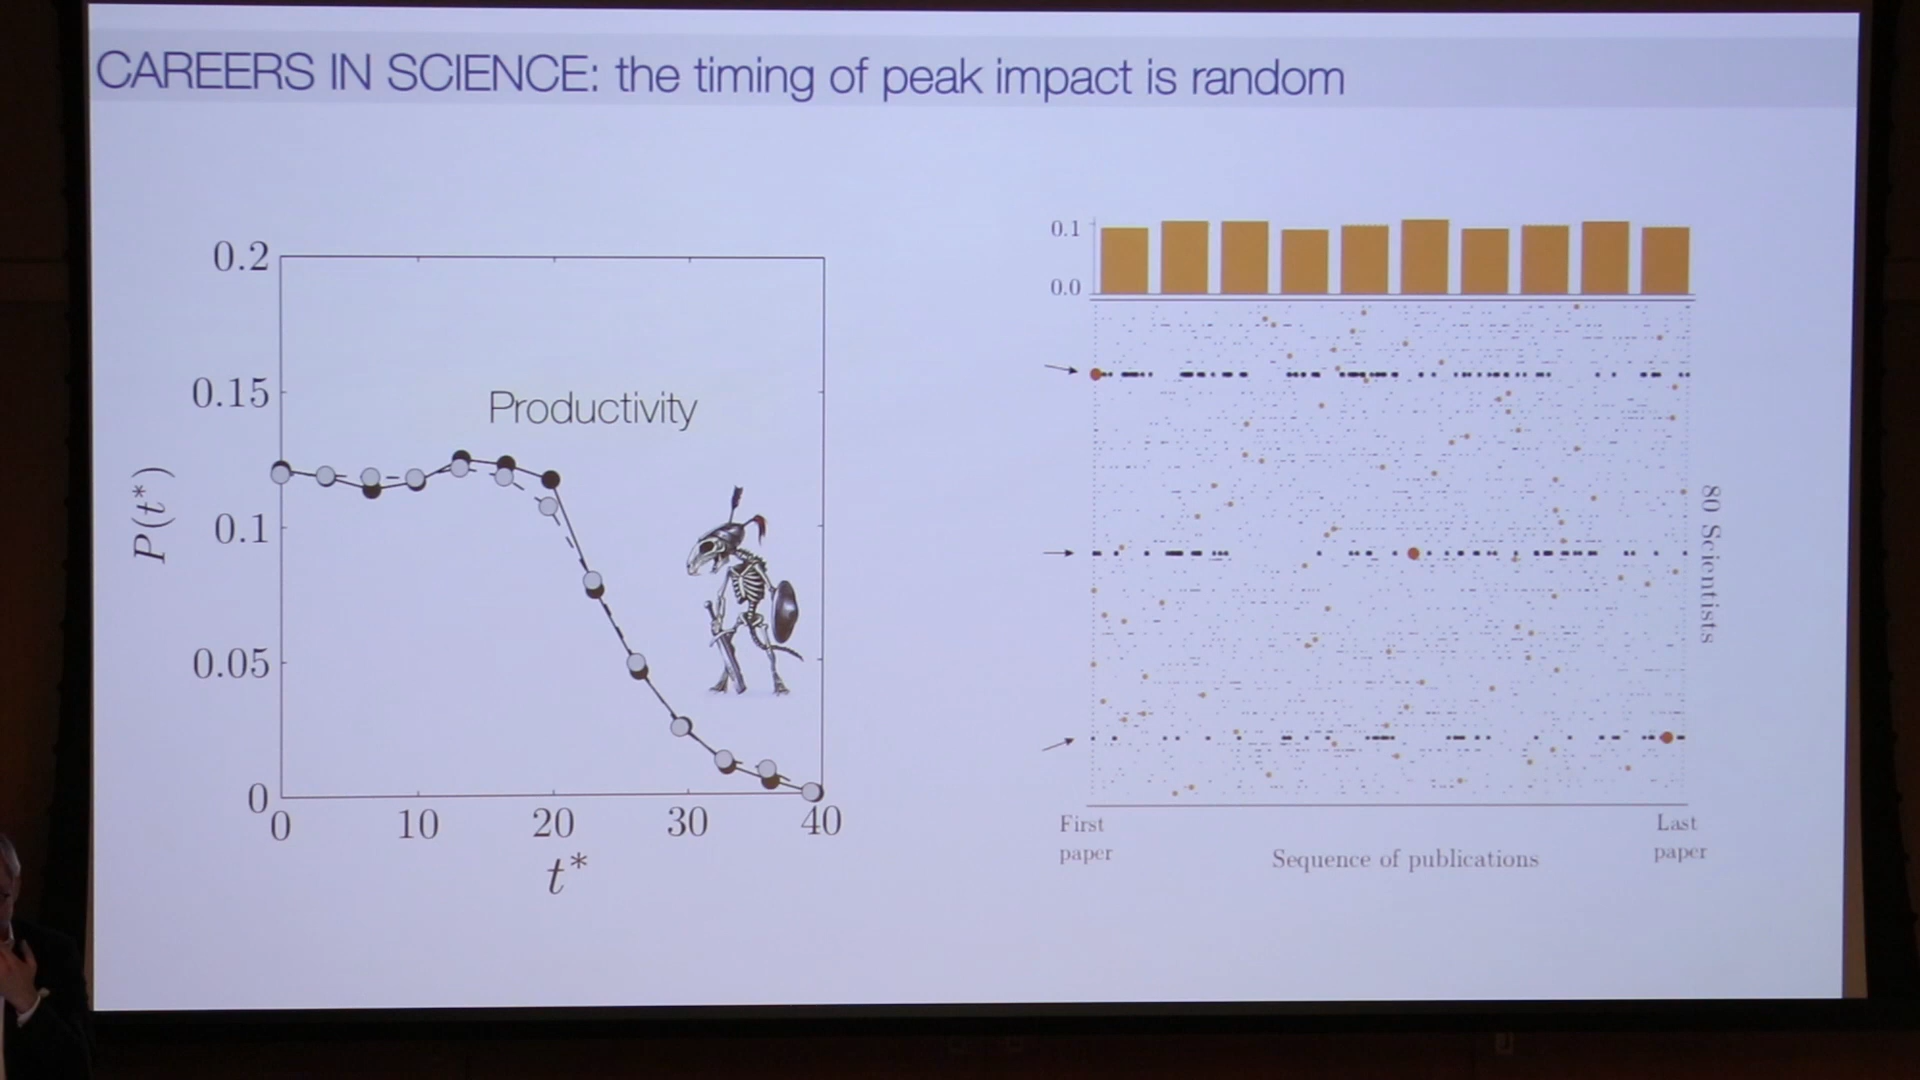 CAREERS IN SCIENCE: the timing of peak impact is random
0.2
0.15
0.1
0.05
0
P(t*)
Productivity
0
10
20
30
40
t*
0.1
0.0
80 Scientists
First
paper
Sequence of publications
Last
paper